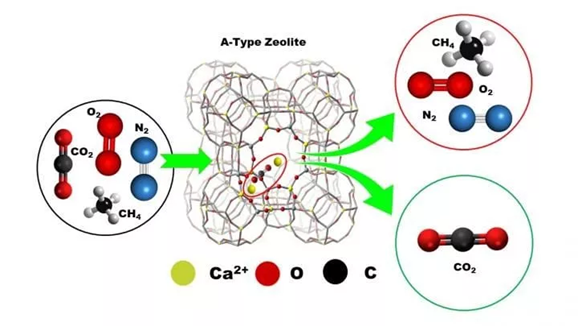 A-Type Zeolite
O₂
N₂
CO₂
CH₄
CH₄
O₂
N₂
CO₂
Ca²⁺ O C